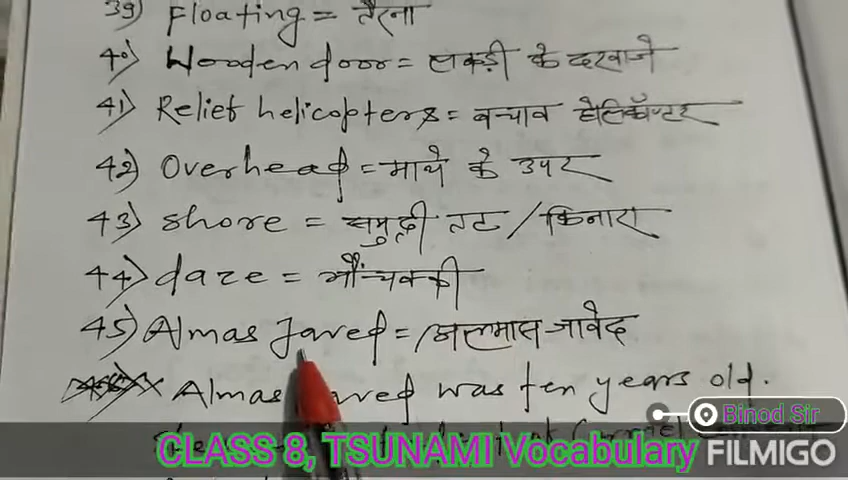 39) Floating = तैरना
40) Wooden door = लकड़ी के दरवाजे
41) Relief helicopters = बचाव हेलिकॉप्टर
42) Overhead = माथे के उपर
43) shore = समुद्री तट / किनारा
44) daze = भौंचक्की
45) Almas Javed = अलमास जावेद
Almas Javed was ten years old.
Binod Sir
She
CLASS 8, TSUNAMI Vocabulary
FILMIGO